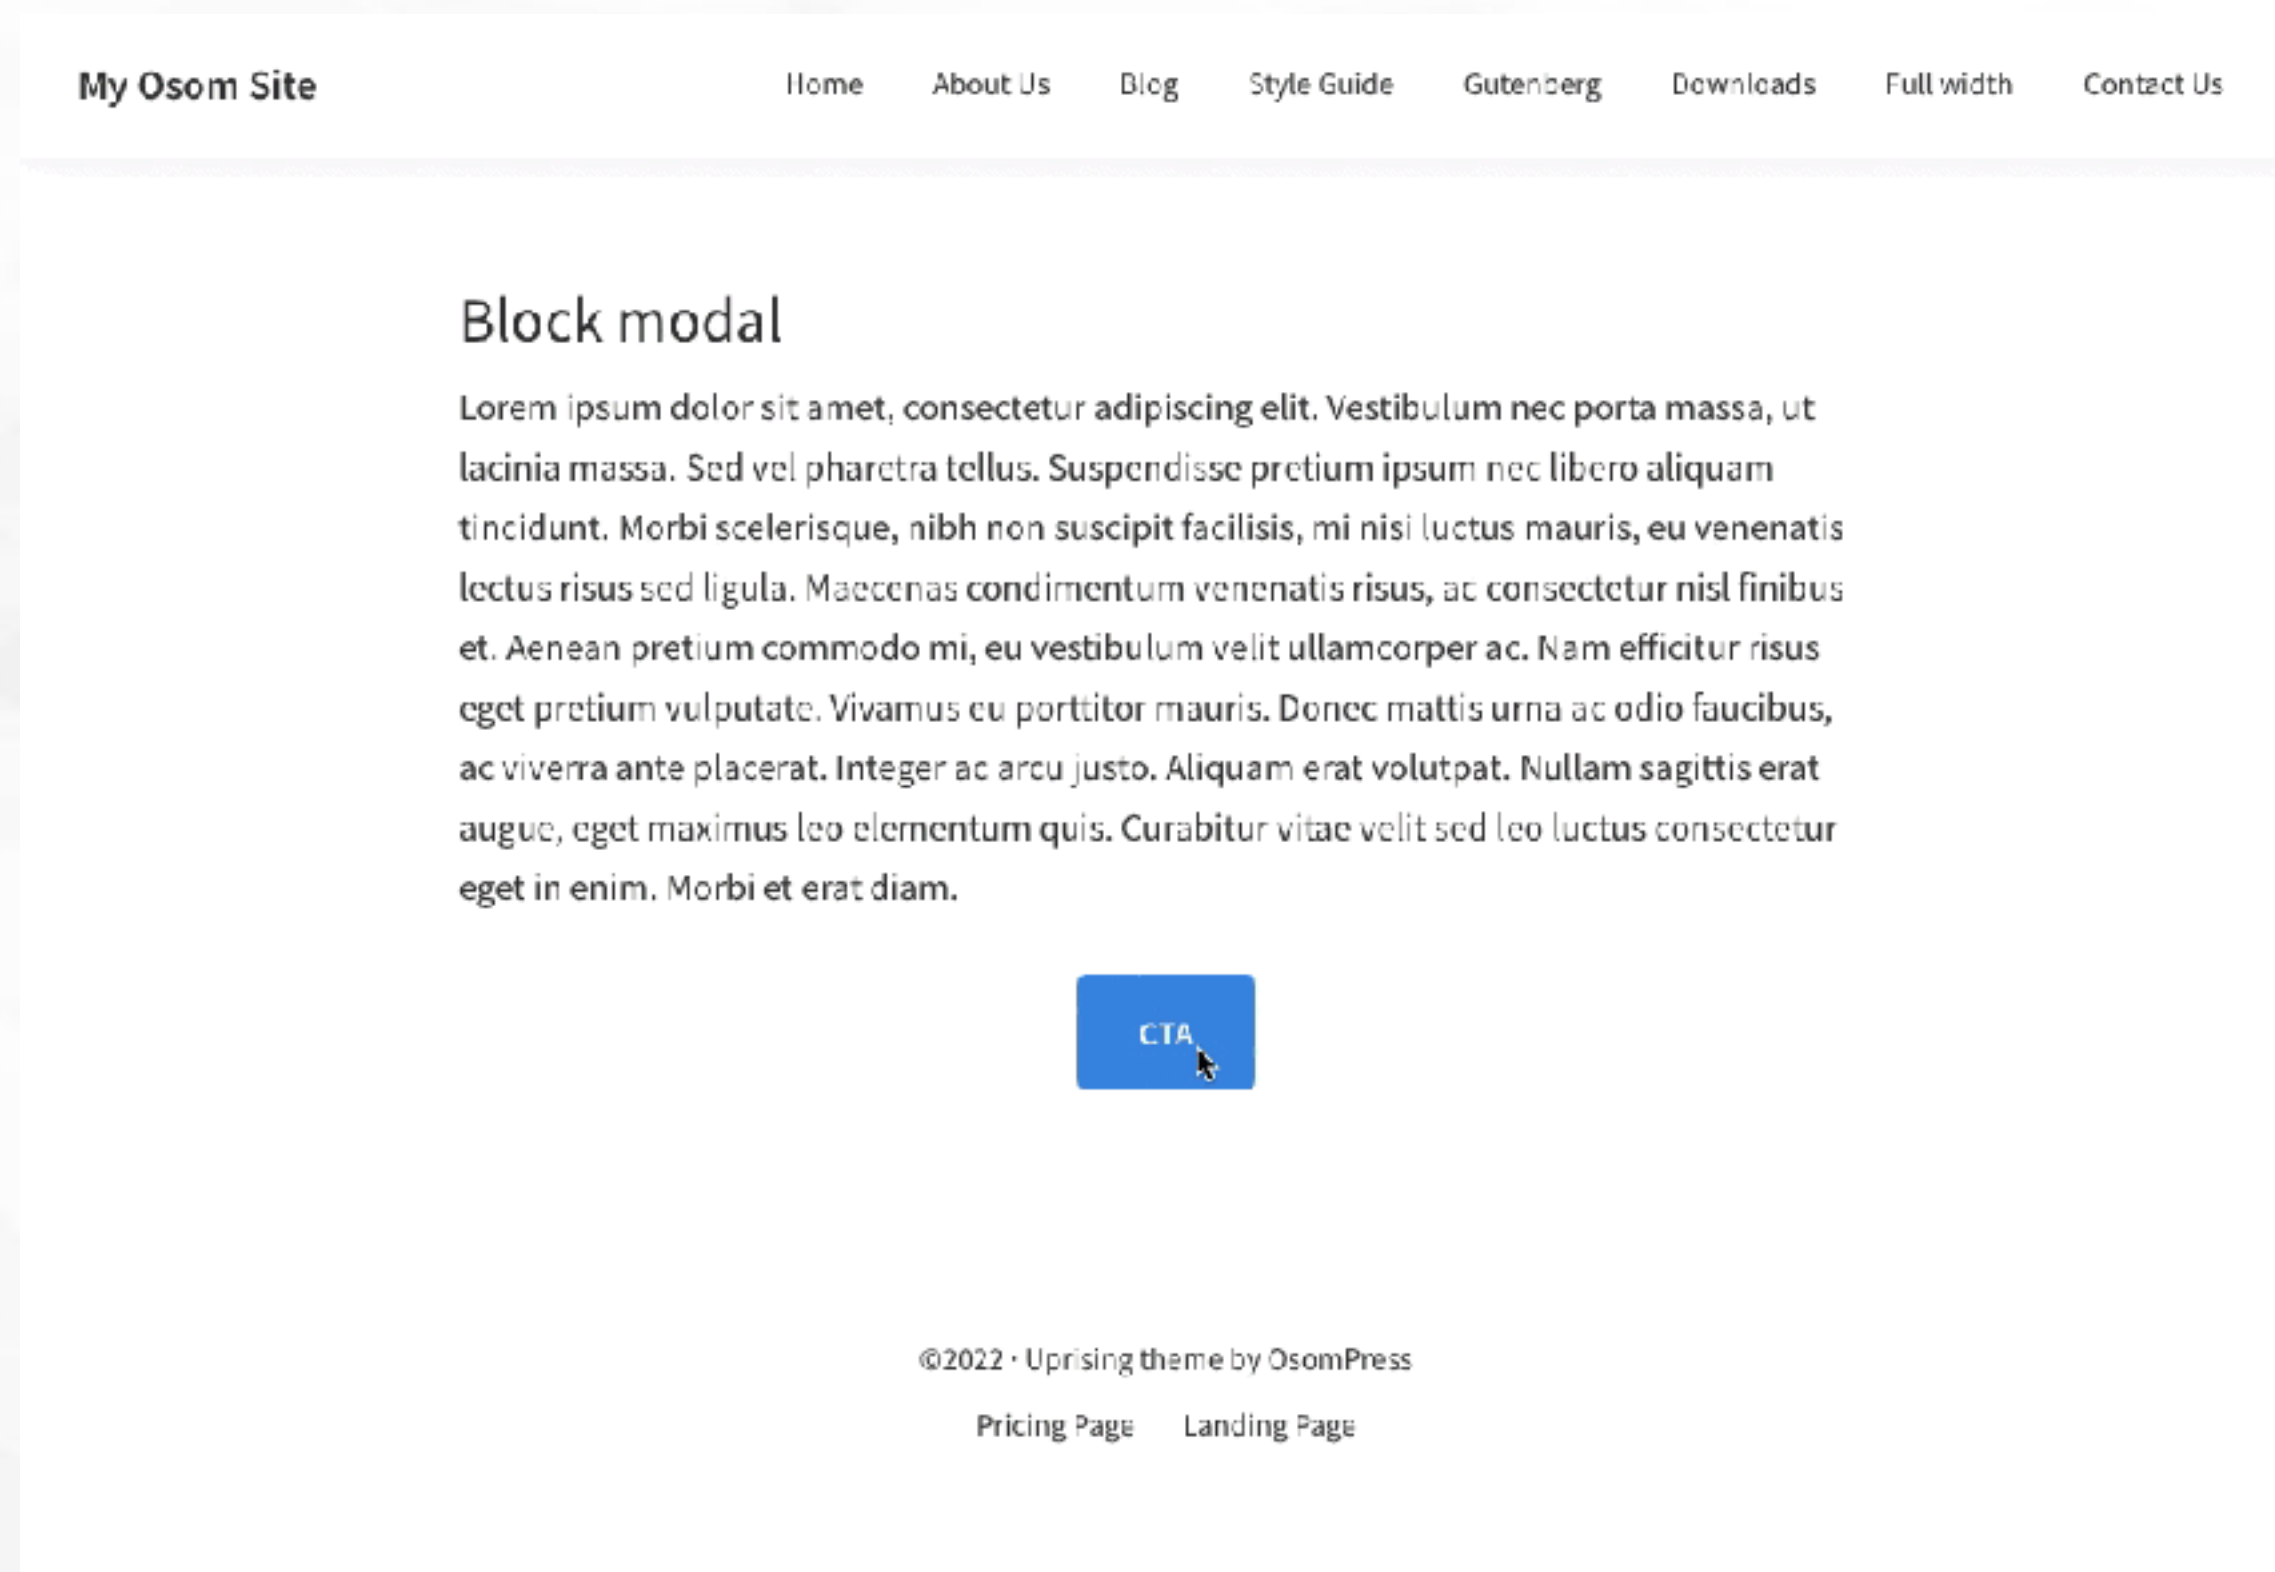 My Osom Site
Home About Us Blog Style Guide Gutenberg Downloads Full width Contact Us
Block modal
Lorem ipsum dolor sit amet, consectetur adipiscing elit. Vestibulum nec porta massa, ut
lacinia massa. Sed vel pharetra tellus. Suspendisse pretium ipsum nec libero aliquam
tincidunt. Morbi scelerisque, nibh non suscipit facilisis, mi nisi luctus mauris, eu venenatis
lectus risus sed ligula. Maecenas condimentum venenatis risus, ac consectetur nisl finibus
et. Aenean pretium commodo mi, eu vestibulum velit ullamcorper ac. Nam efficitur risus
eget pretium vulputate. Vivamus eu porttitor mauris. Donec mattis urna ac odio faucibus,
ac viverra ante placerat. Integer ac arcu justo. Aliquam erat volutpat. Nullam sagittis erat
augue, eget maximus leo elementum quis. Curabitur vitae velit sed leo luctus consectetur
eget in enim. Morbi et erat diam.
CTA
©2022 · Uprising theme by OsomPress
Pricing Page Landing Page